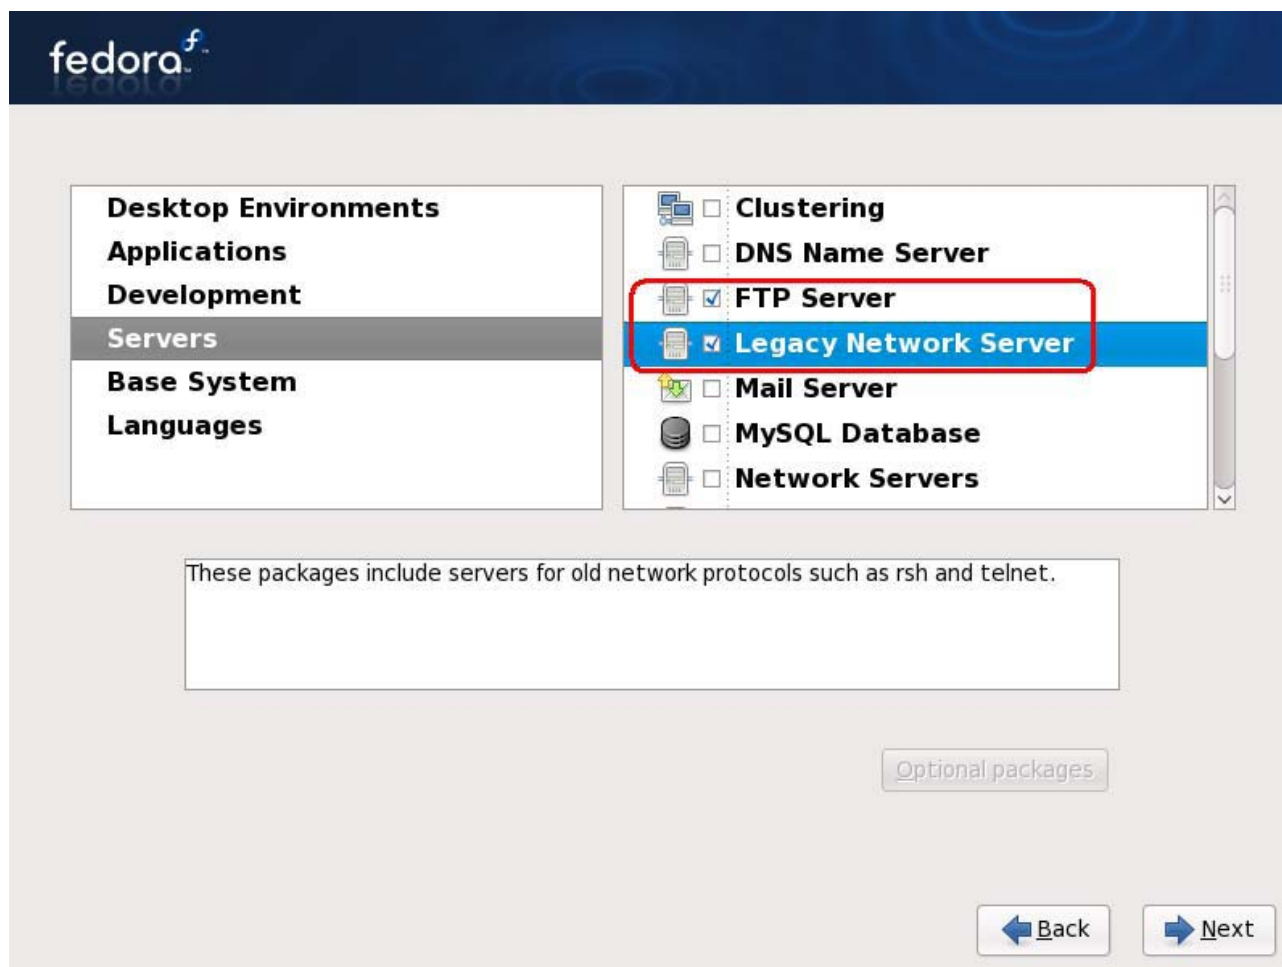 fedora
Desktop Environments
Applications
Development
Servers
Base System
Languages
Clustering
DNS Name Server
FTP Server
Legacy Network Server
Mail Server
MySQL Database
Network Servers
These packages include servers for old network protocols such as rsh and telnet.
Optional packages
Back
Next